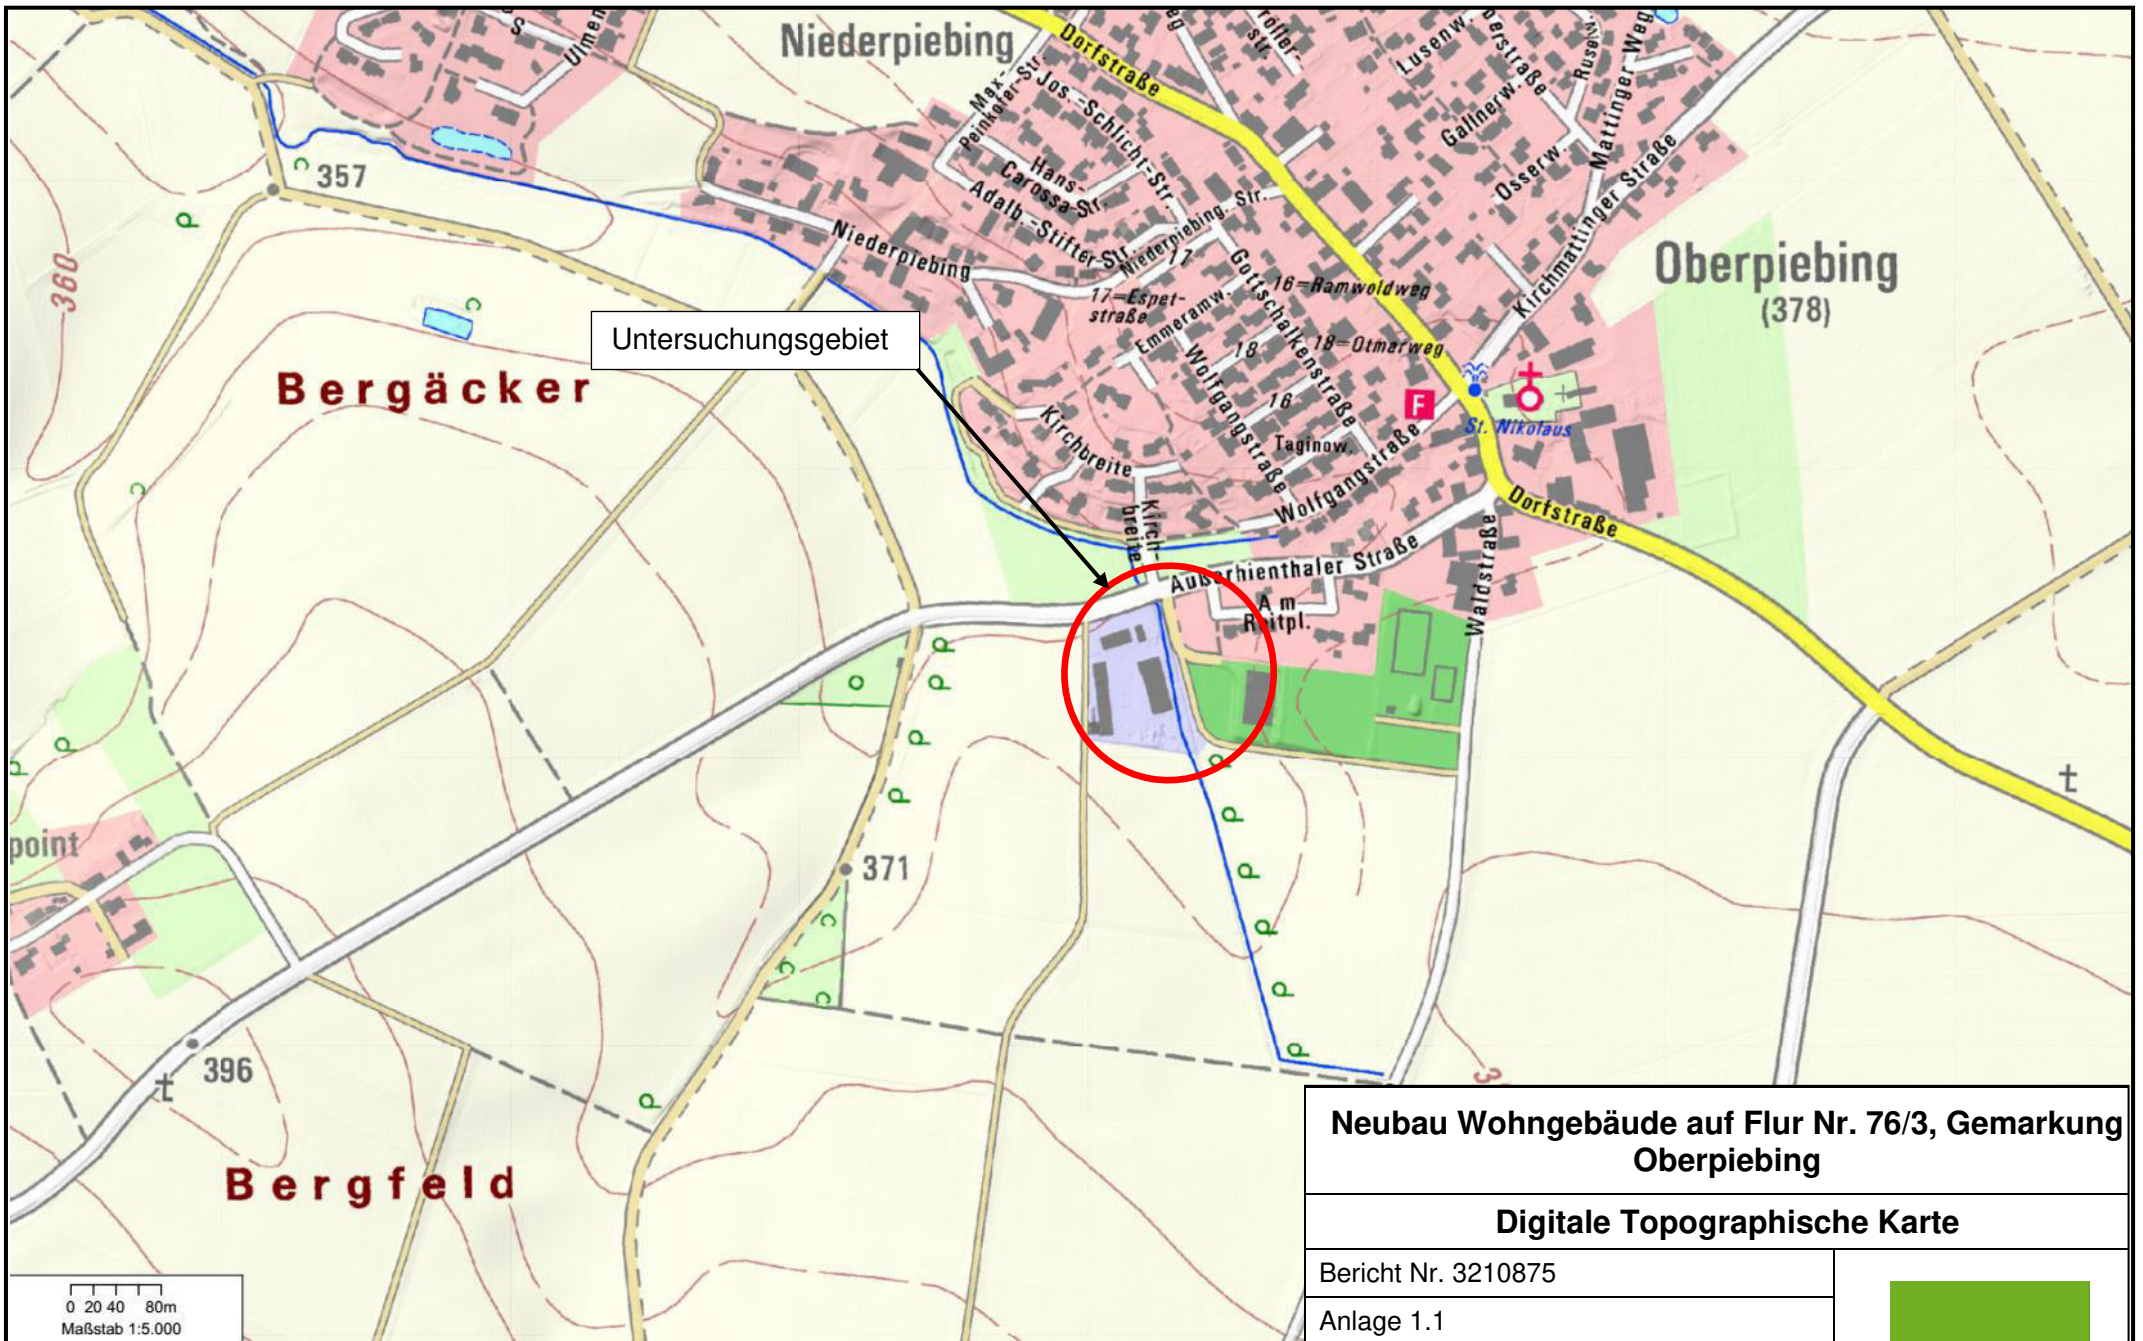 Niederpiebing
Ulmen
S
Dorfstraße
Max-
Peinkofer-Str.
Jos.-Schlicht-Str.
Hans-
Carossa-Str.
Adalb.-Stifter-Str.
Niederpiebing. Str.
Niederpiebing
Lusenw.
Gallnerw.
Osserw.
Mattinger Weg
Kirchmattinger Straße
Oberpiebing
(378)
357
360
17
17=Espet-
straße
16=Ramwoldweg
18=Otmarweg
Emmeramw.
18
16
Gottschalkenstraße
Wolfgangstraße
Taginow.
Wolfgangstraße
F
St. Nikolaus
Untersuchungsgebiet
Bergäcker
Kirchbreite
Kirch-
breite
Außerhienthaler Straße
Am
Reitpl.
Waldstraße
Dorfstraße
point
371
396
Bergfeld
Neubau Wohngebäude auf Flur Nr. 76/3, Gemarkung
Oberpiebing
Digitale Topographische Karte
Bericht Nr. 3210875
Anlage 1.1
0 20 40 80m
Maßstab 1:5.000